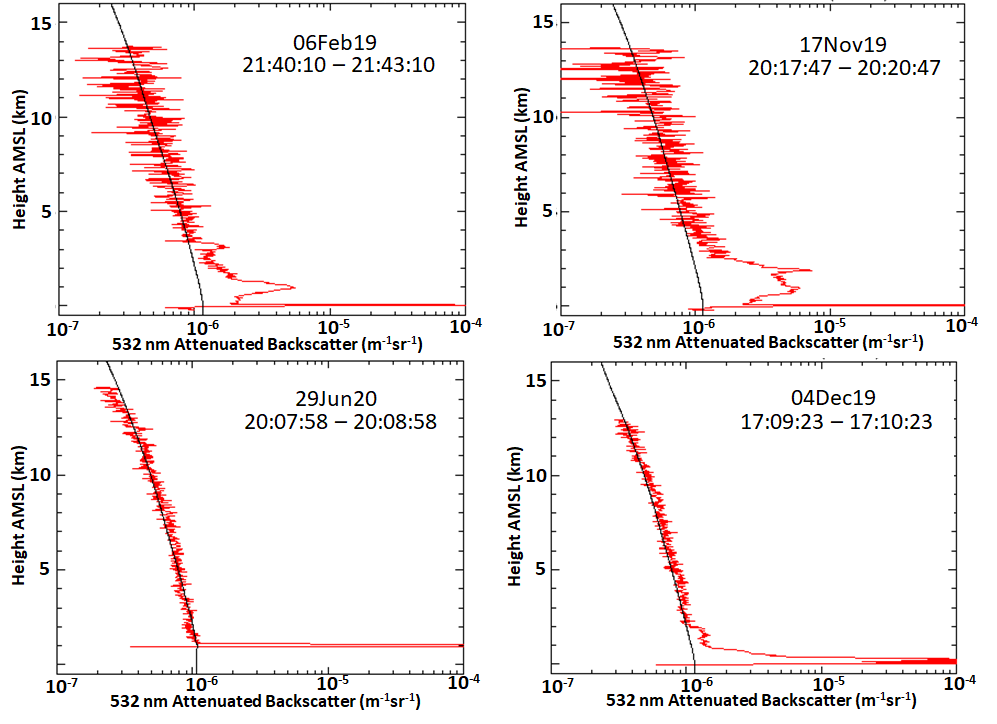 15
10
5
Height AMSL (km)
06Feb19
21:40:10 – 21:43:10
10-7 10-6 10-5 10-4
532 nm Attenuated Backscatter (m-1sr-1)
15
10
5
Height AMSL (km)
17Nov19
20:17:47 – 20:20:47
10-7 10-6 10-5 10-4
532 nm Attenuated Backscatter (m-1sr-1)
15
10
5
Height AMSL (km)
29Jun20
20:07:58 – 20:08:58
10-7 10-6 10-5 10-4
532 nm Attenuated Backscatter (m-1sr-1)
15
10
5
Height AMSL (km)
04Dec19
17:09:23 – 17:10:23
10-7 10-6 10-5 10-4
532 nm Attenuated Backscatter (m-1sr-1)